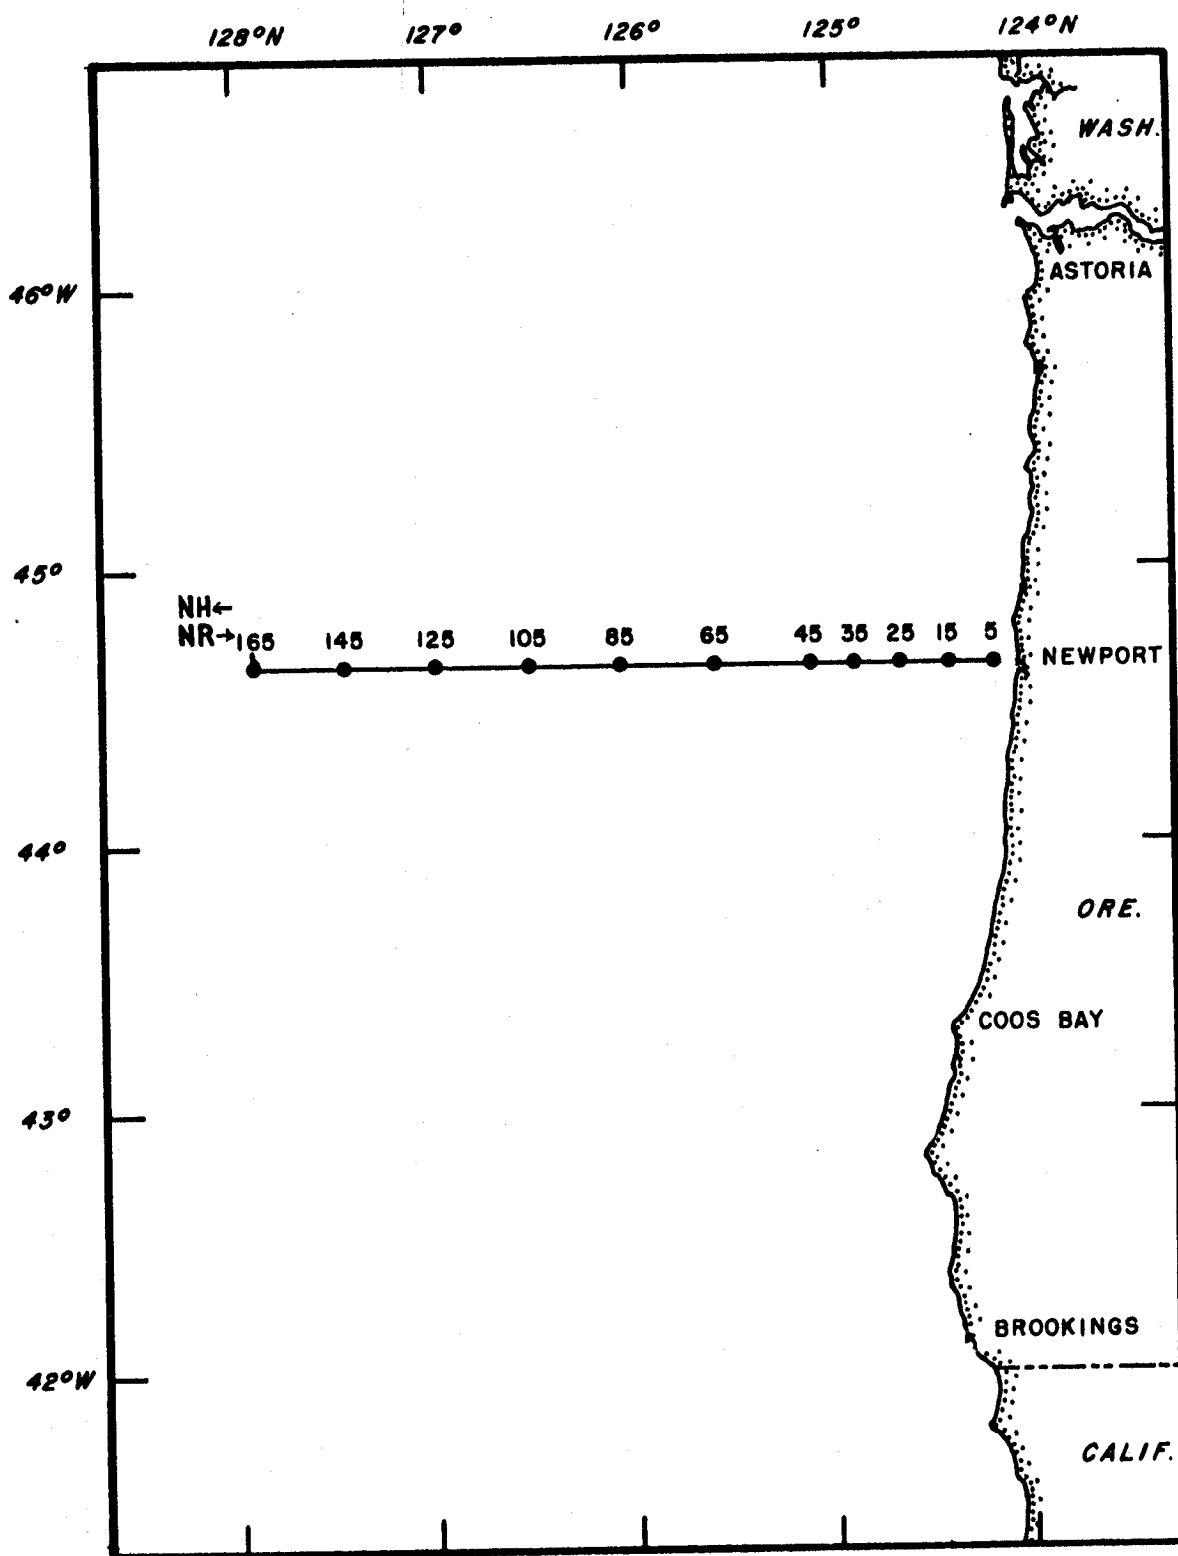 128°N 127° 126° 125° 124°N
WASH.
ASTORIA
46°W
45°
NH←
NR→165 145 125 105 85 65 45 35 25 15 5
NEWPORT
44°
ORE.
COOS BAY
43°
BROOKINGS
42°W
CALIF.